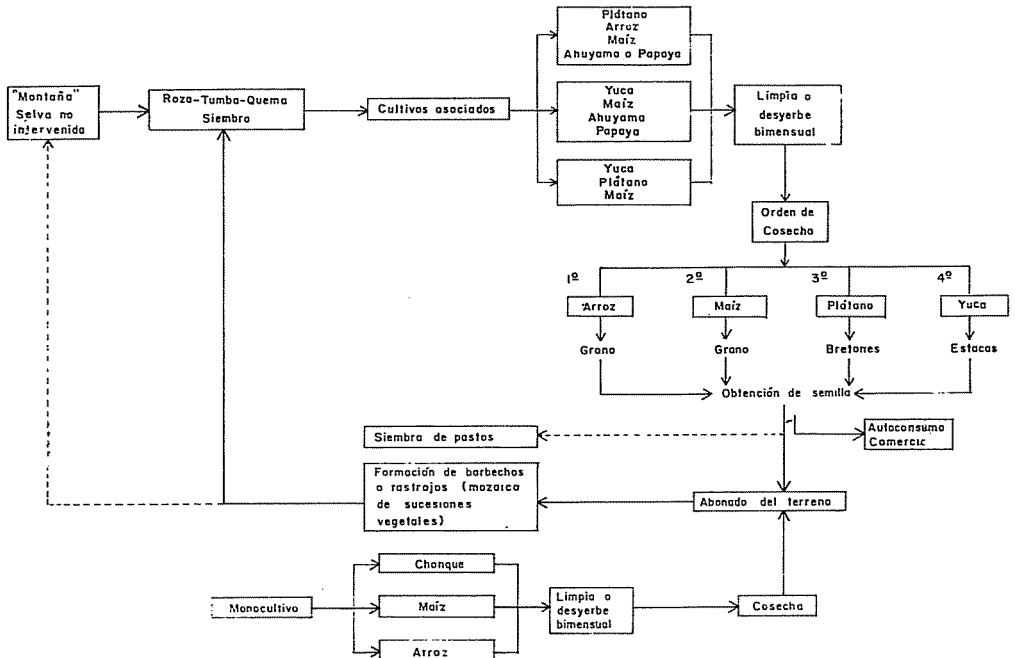 "Montaña"
Selva no
intervenida
Roza-Tumba-Quema
Siembra
Cultivos asociados
Plátano
Arroz
Maíz
Ahuyama o Papaya
Yuca
Maíz
Ahuyama
Papaya
Yuca
Plátano
Maíz
Limpia o
desyerbe
bimensual
Orden de
Cosecha
1º
2º
3º
4º
Arroz
Maíz
Plátano
Yuca
Grano
Grano
Bretones
Estacas
Obtención de semilla
Siembra de pastos
Autoconsumo
Comercio
Formación de barbechos
o rastrojos (mozaica
de sucesiones
vegetales)
Abonado del terreno
Chonque
Monocultivo
Maíz
Arroz
Limpia o
desyerbe
bimensual
Cosecha